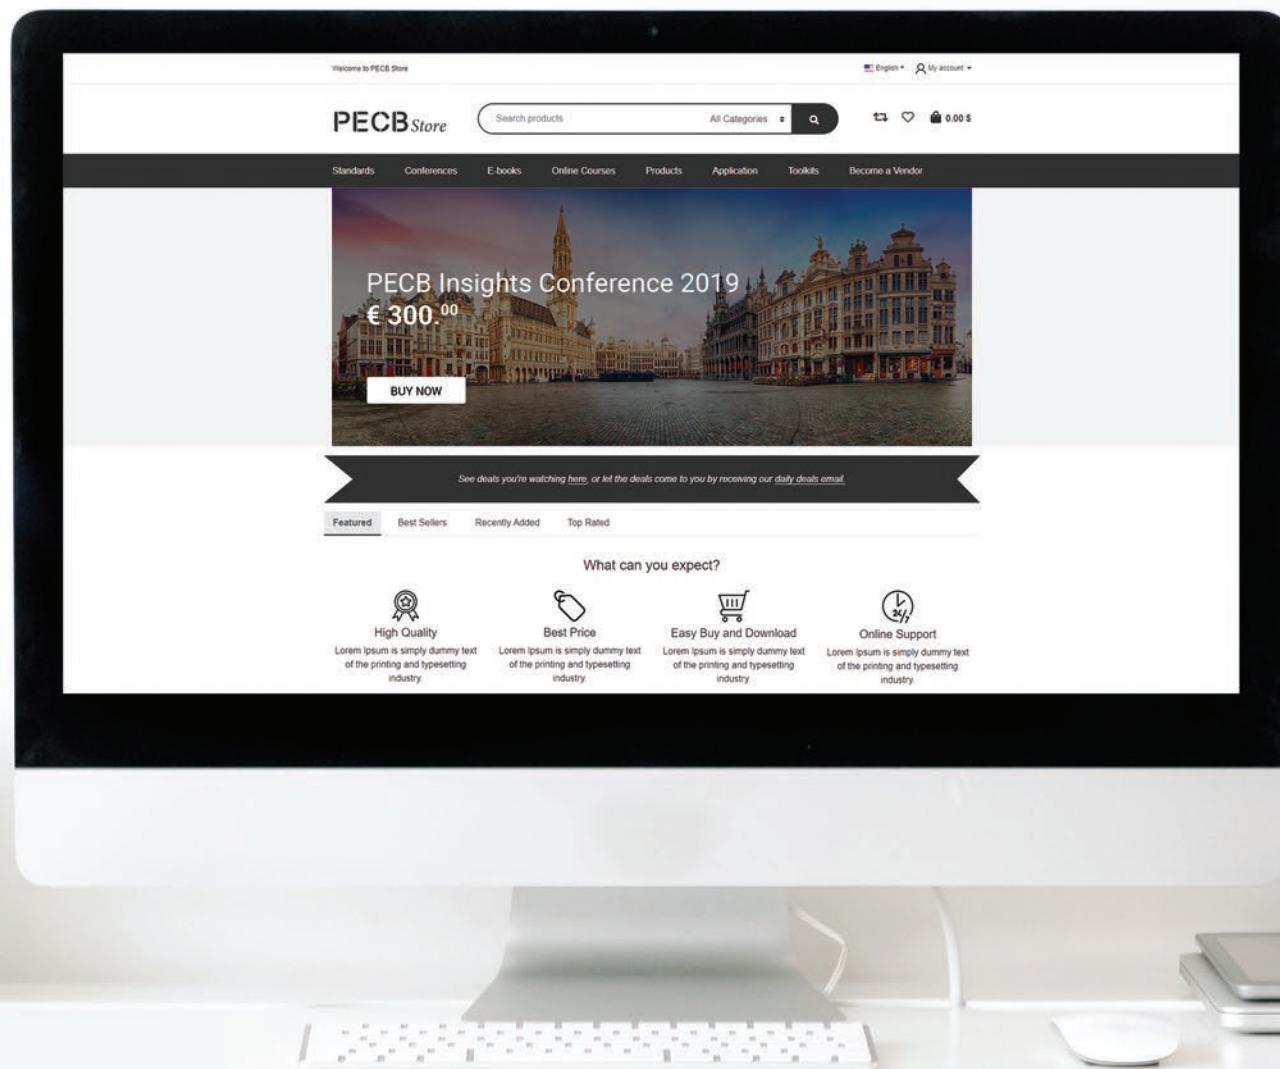 Welcome to PECB Store
English
My account
PECB Store
Search products
All Categories
0.00 $
Standards
Conferences
E-books
Online Courses
Products
Application
Toolkits
Become a Vendor
PECB Insights Conference 2019
€ 300.00
BUY NOW
See deals you're watching here, or let the deals come to you by receiving our daily deals email.
Featured
Best Sellers
Recently Added
Top Rated
What can you expect?
High Quality
Lorem Ipsum is simply dummy text
of the printing and typesetting
industry.
Best Price
Lorem Ipsum is simply dummy text
of the printing and typesetting
industry.
Easy Buy and Download
Lorem Ipsum is simply dummy text
of the printing and typesetting
industry.
24/7
Online Support
Lorem Ipsum is simply dummy text
of the printing and typesetting
industry.